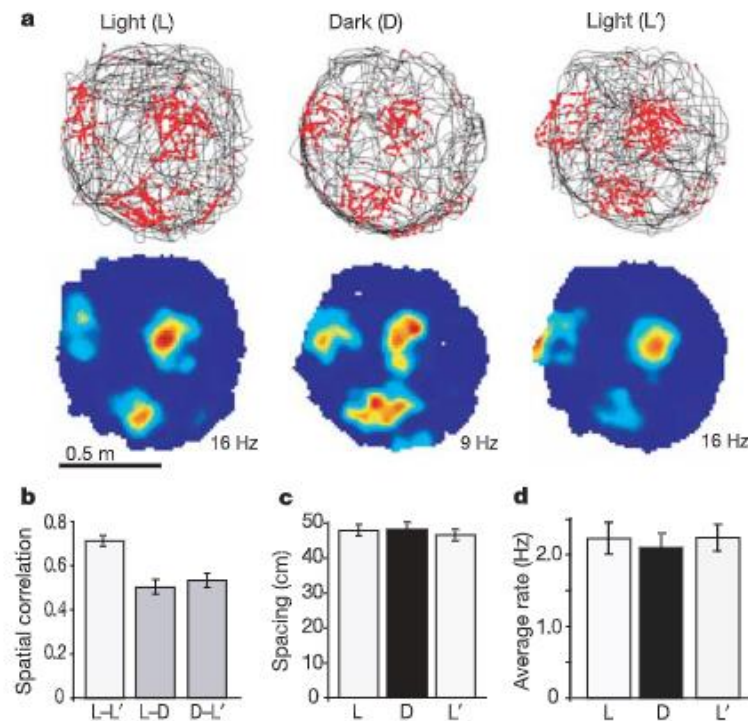 a
Light (L) Dark (D) Light (L′)
16 Hz 9 Hz 16 Hz
0.5 m
b c d
Spatial correlation
0.8
0.6
0.4
0.2
0
L–L′ L–D D–L′
Spacing (cm)
50
40
30
20
10
0
L D L′
Average rate (Hz)
2.0
1.0
0
L D L′